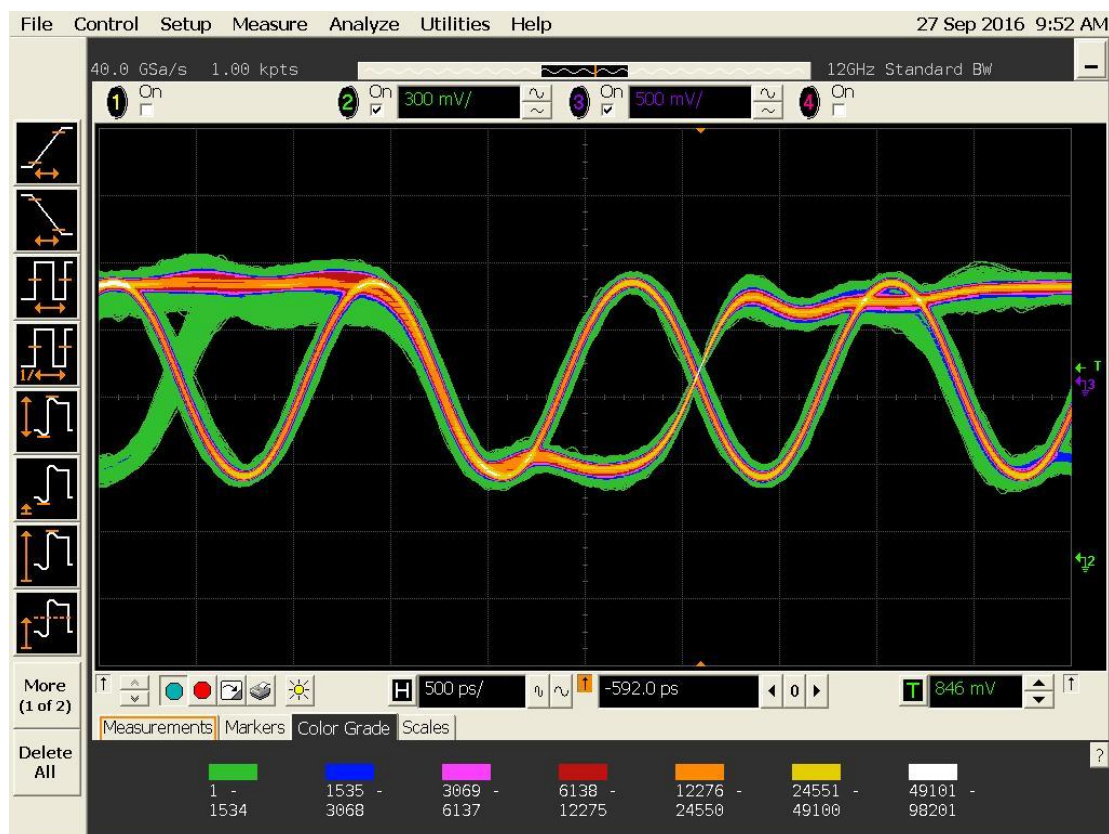 File Control Setup Measure Analyze Utilities Help 27 Sep 2016 9:52 AM
40.0 GSa/s 1.00 kpts 12GHz Standard BW
1 On 2 On 300 mV/ 3 On 500 mV/ 4 On
T
3
2
1/
More
(1 of 2)
Delete
All
H 500 ps/ -592.0 ps 0 T 846 mV
Measurements Markers Color Grade Scales
?
1 - 1535 - 3069 - 6138 - 12276 - 24551 - 49101 -
1534 3068 6137 12275 24550 49100 98201